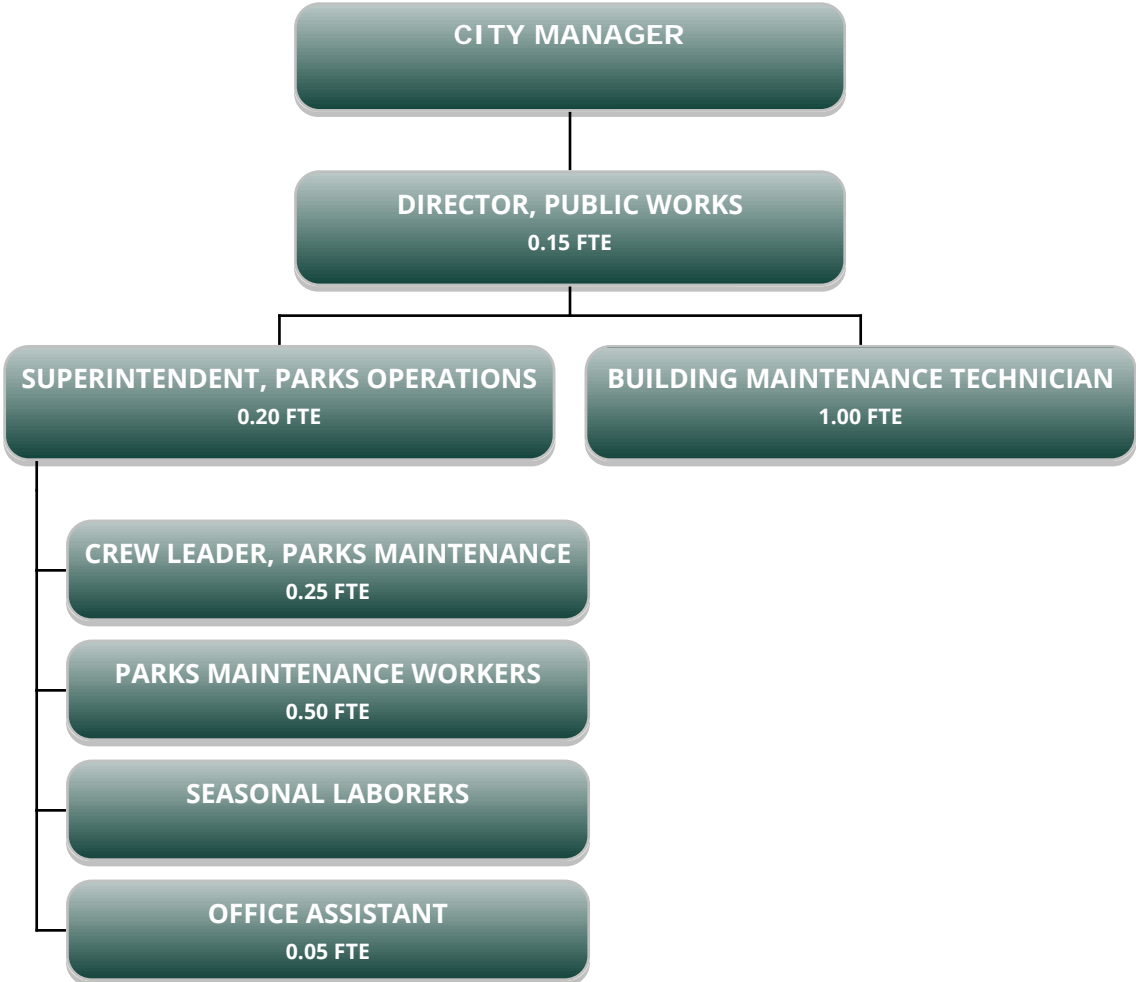 CITY MANAGER
DIRECTOR, PUBLIC WORKS
0.15 FTE
SUPERINTENDENT, PARKS OPERATIONS
0.20 FTE
BUILDING MAINTENANCE TECHNICIAN
1.00 FTE
CREW LEADER, PARKS MAINTENANCE
0.25 FTE
PARKS MAINTENANCE WORKERS
0.50 FTE
SEASONAL LABORERS
OFFICE ASSISTANT
0.05 FTE